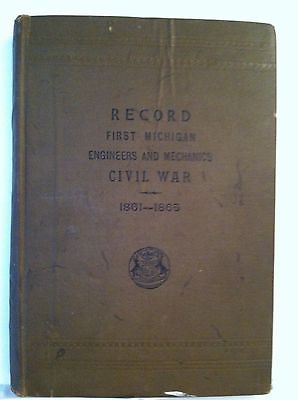 RECORD
FIRST MICHIGAN
ENGINEERS AND MECHANICS
CIVIL WAR
1861--1865